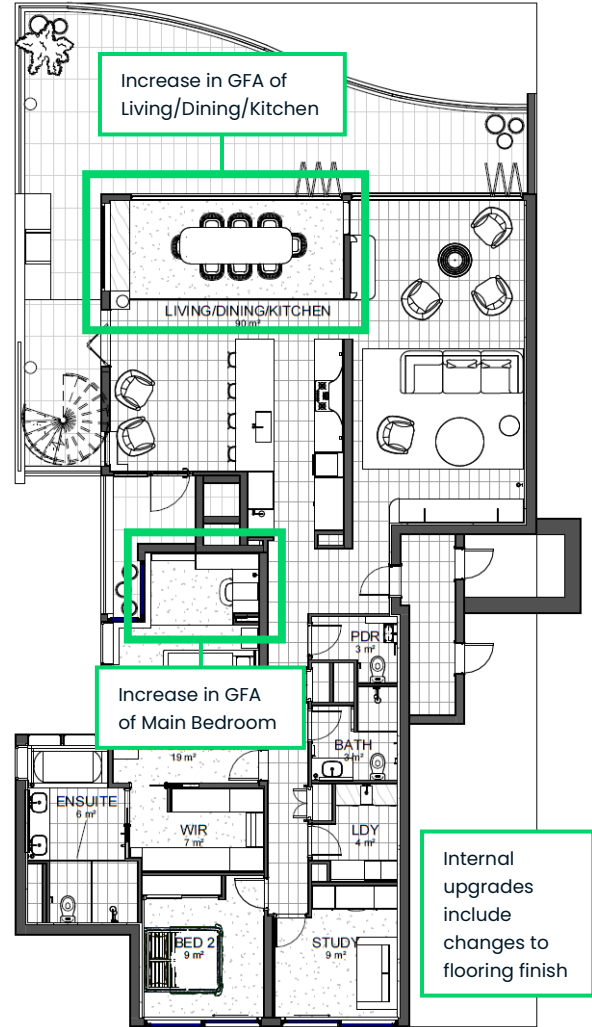 Increase in GFA of
Living/Dining/Kitchen
LIVING/DINING/KITCHEN
90 m²
PDR
3 m²
Increase in GFA
of Main Bedroom
19 m²
BATH
3 m²
ENSUITE
6 m²
WIR
7 m²
LDY
4 m²
Internal
upgrades
include
changes to
flooring finish
BED 2
9 m²
STUDY
9 m²